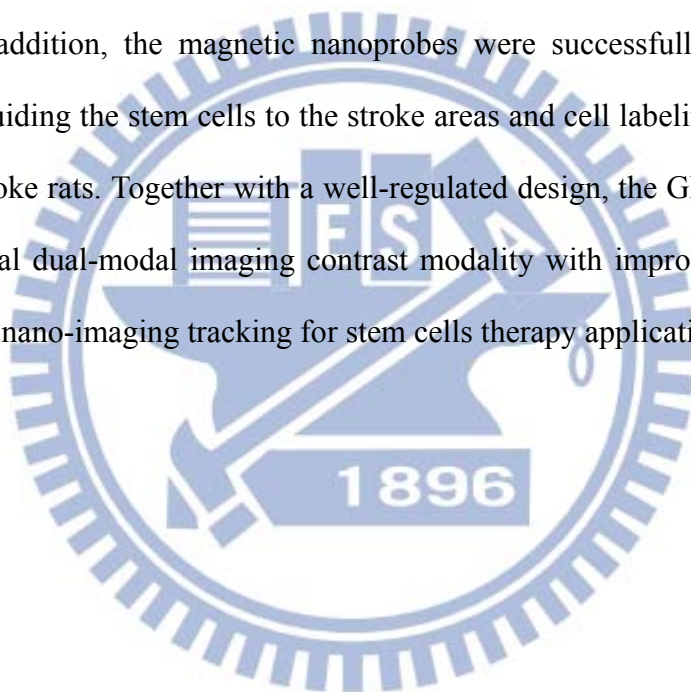 addition, the magnetic nanoprobes were successfull
uiding the stem cells to the stroke areas and cell labelin
oke rats. Together with a well-regulated design, the G
al dual-modal imaging contrast modality with impro
nano-imaging tracking for stem cells therapy applicati
E S A
1896